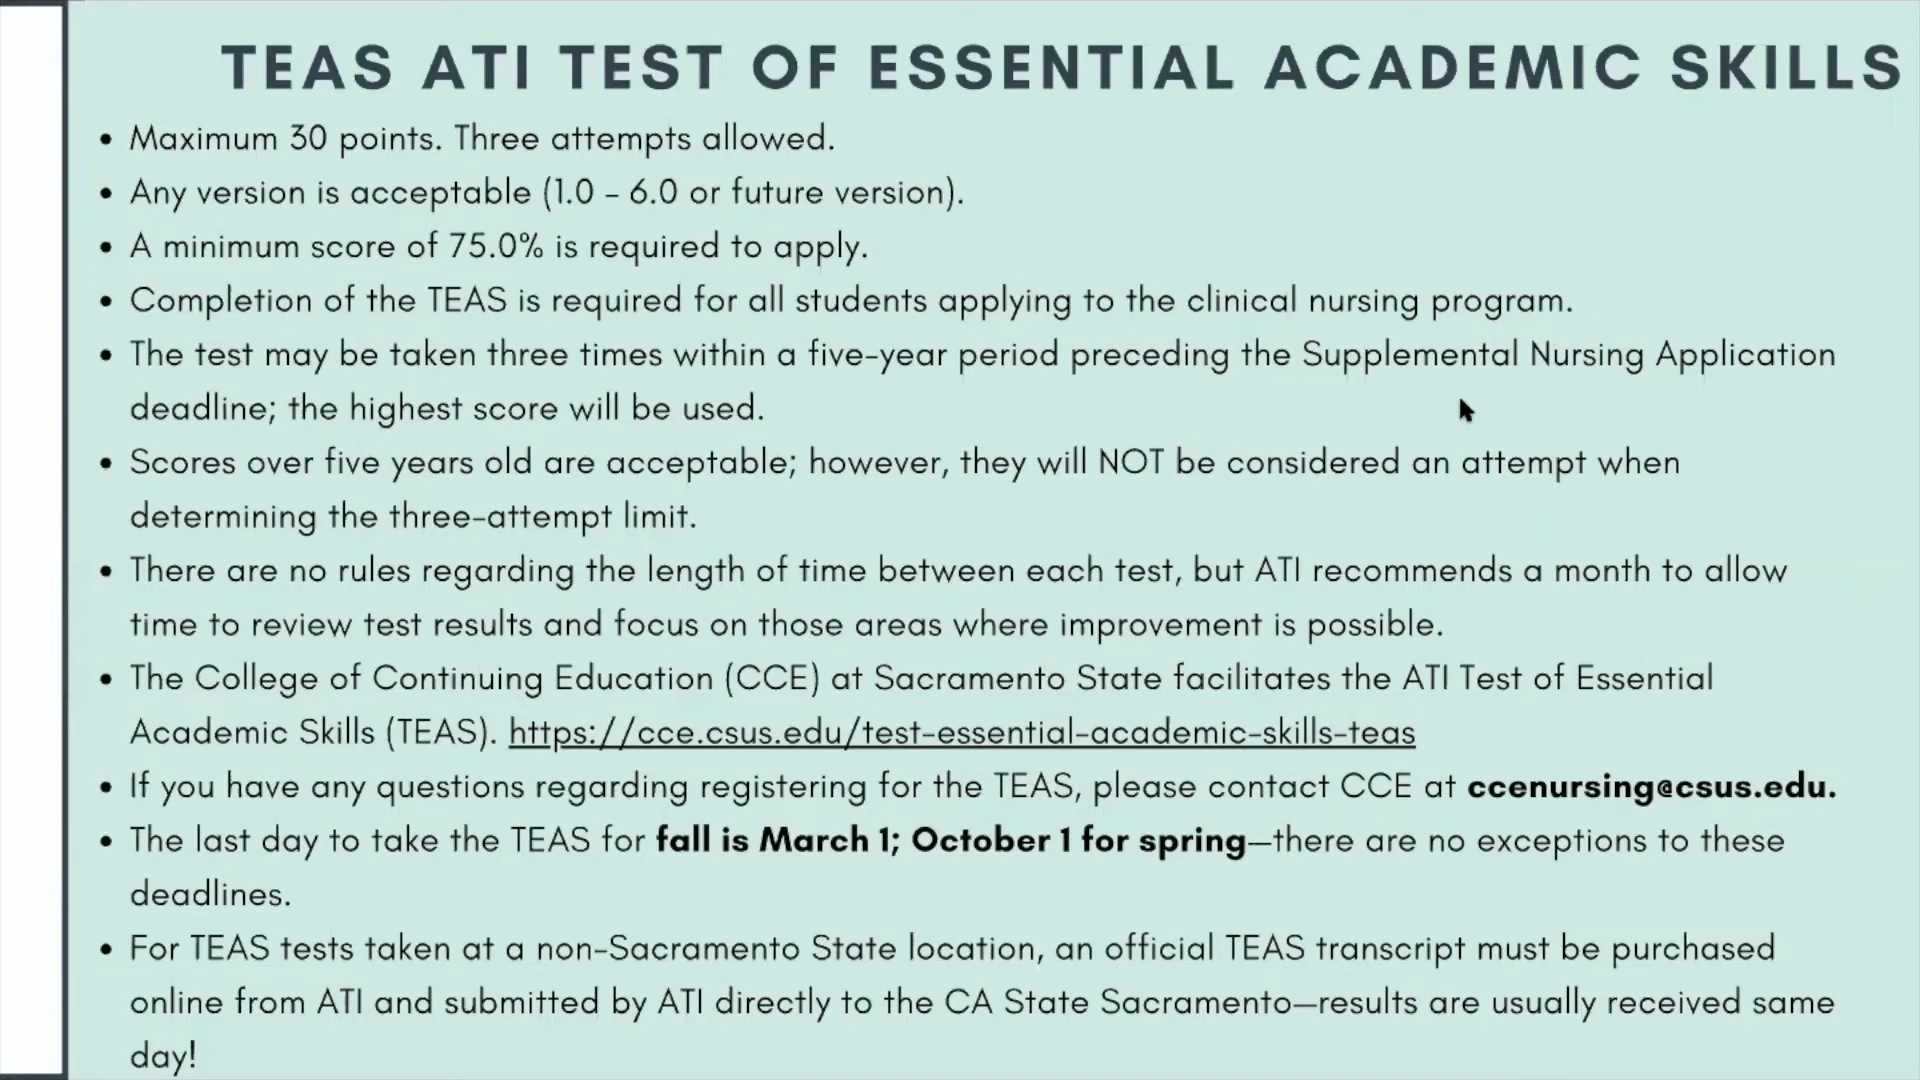 TEAS ATI TEST OF ESSENTIAL ACADEMIC SKILLS
• Maximum 30 points. Three attempts allowed.
• Any version is acceptable (1.0 – 6.0 or future version).
• A minimum score of 75.0% is required to apply.
• Completion of the TEAS is required for all students applying to the clinical nursing program.
• The test may be taken three times within a five-year period preceding the Supplemental Nursing Application
deadline; the highest score will be used.
• Scores over five years old are acceptable; however, they will NOT be considered an attempt when
determining the three-attempt limit.
• There are no rules regarding the length of time between each test, but ATI recommends a month to allow
time to review test results and focus on those areas where improvement is possible.
• The College of Continuing Education (CCE) at Sacramento State facilitates the ATI Test of Essential
Academic Skills (TEAS). https://cce.csus.edu/test-essential-academic-skills-teas
• If you have any questions regarding registering for the TEAS, please contact CCE at ccenursing@csus.edu.
• The last day to take the TEAS for fall is March 1; October 1 for spring—there are no exceptions to these
deadlines.
• For TEAS tests taken at a non-Sacramento State location, an official TEAS transcript must be purchased
online from ATI and submitted by ATI directly to the CA State Sacramento—results are usually received same
day!